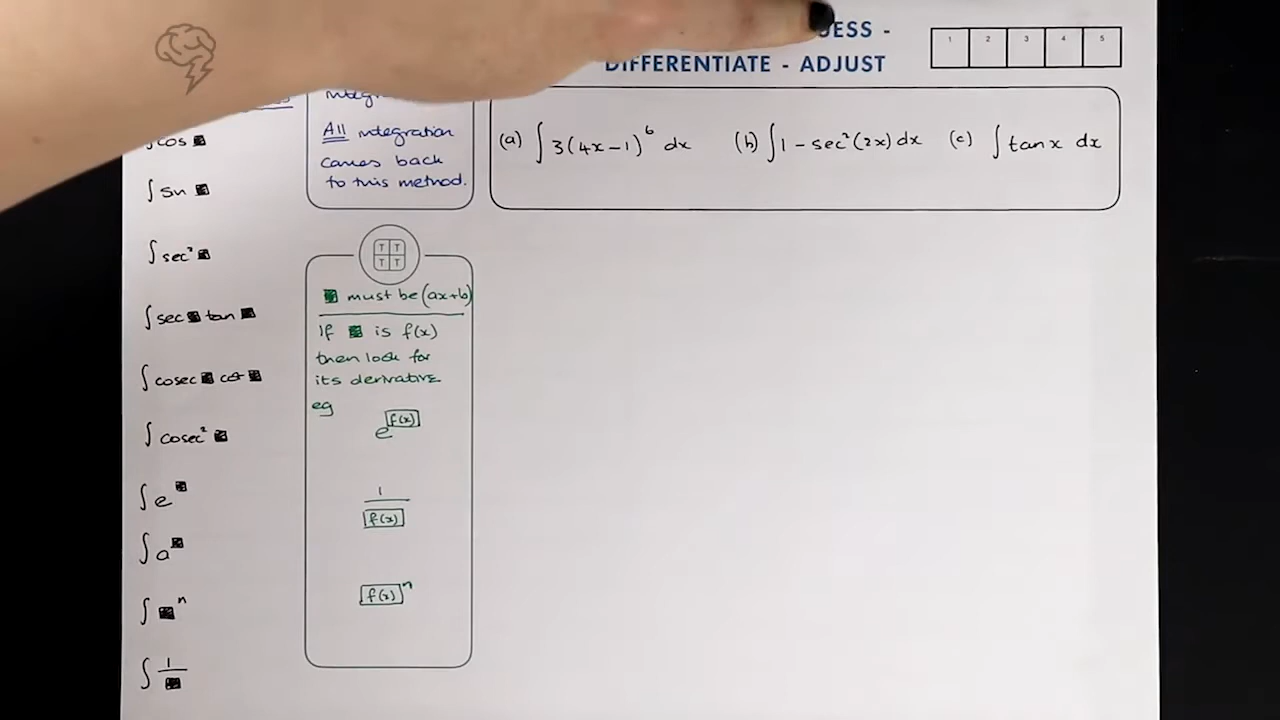 ESS -
DIFFERENTIATE - ADJUST
1 2 3 4 5
∫cos ■
∫ sin ■
∫ sec² ■
∫ sec ■ tan ■
∫ cosec ■ cot ■
∫ cosec² ■
∫ e^■
∫ a^■
∫ ■^n
∫ 1/■
All integration
comes back
to this method.
T T
T T
■ must be (ax+b)
If ■ is f(x)
then look for
its derivative
eg
e^f(x)
1/f(x)
f(x)^n
(a) ∫ 3(4x-1)^6 dx (b) ∫ 1 - sec²(2x) dx (c) ∫ tan x dx